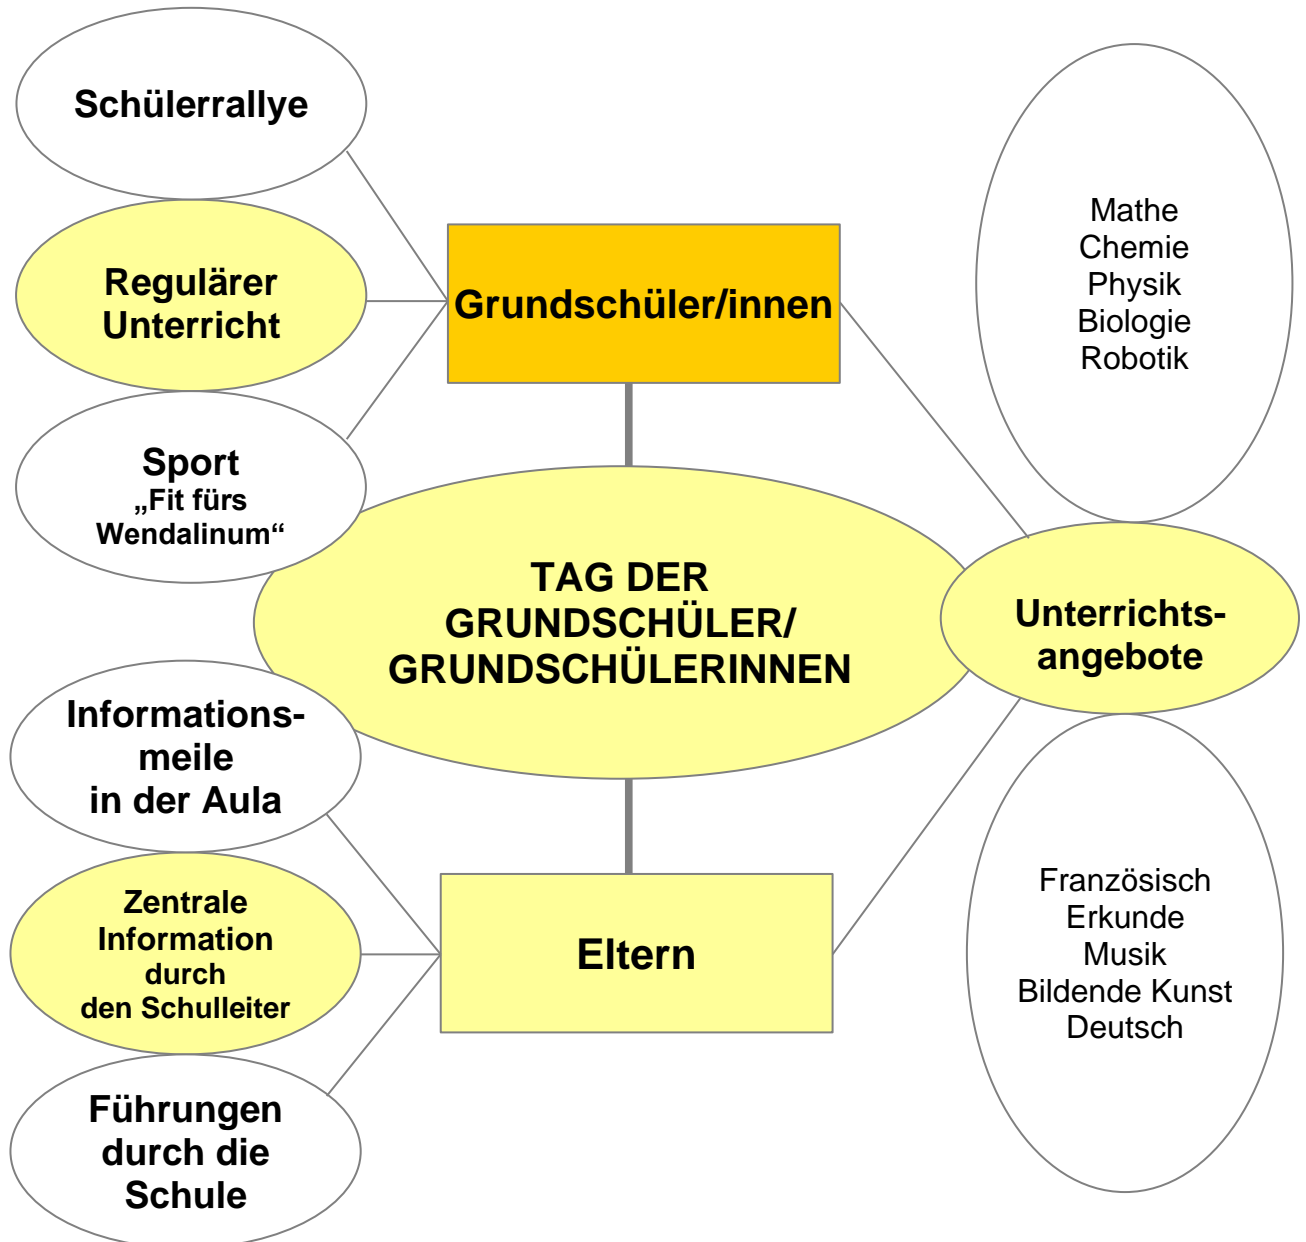 Schülerrallye
Regulärer
Unterricht
Sport
„Fit fürs
Wendalinum“
Grundschüler/innen
Mathe
Chemie
Physik
Biologie
Robotik
TAG DER
GRUNDSCHÜLER/
GRUNDSCHÜLERINNEN
Unterrichts-
angebote
Informations-
meile
in der Aula
Zentrale
Information
durch
den Schulleiter
Führungen
durch die
Schule
Eltern
Französisch
Erkunde
Musik
Bildende Kunst
Deutsch